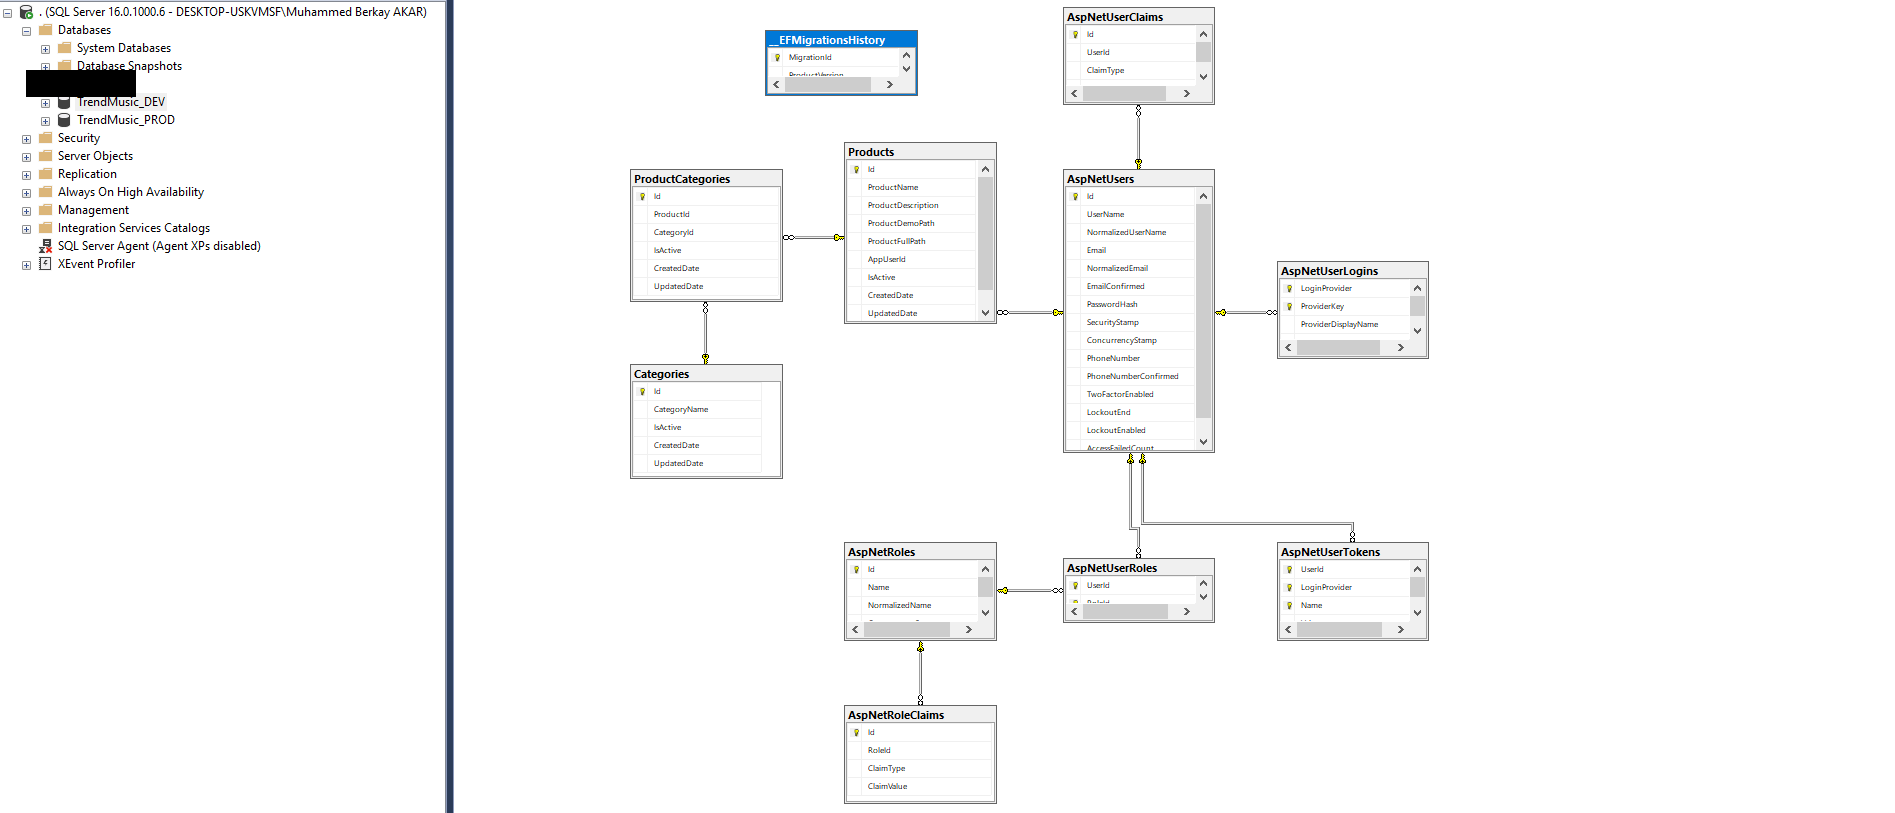 . (SQL Server 16.0.1000.6 - DESKTOP-USKVMSF\Muhammed Berkay AKAR)
Databases
System Databases
Database Snapshots
TrendMusic_DEV
TrendMusic_PROD
Security
Server Objects
Replication
Always On High Availability
Management
Integration Services Catalogs
SQL Server Agent (Agent XPs disabled)
XEvent Profiler
__EFMigrationsHistory
MigrationId
ProductVersion
AspNetUserClaims
Id
UserId
ClaimType
ProductCategories
Id
ProductId
CategoryId
IsActive
CreatedDate
UpdatedDate
Products
Id
ProductName
ProductDescription
ProductDemoPath
ProductFullPath
AppUserId
IsActive
CreatedDate
UpdatedDate
AspNetUsers
Id
UserName
NormalizedUserName
Email
NormalizedEmail
EmailConfirmed
PasswordHash
SecurityStamp
ConcurrencyStamp
PhoneNumber
PhoneNumberConfirmed
TwoFactorEnabled
LockoutEnd
LockoutEnabled
AccessFailedCount
AspNetUserLogins
LoginProvider
ProviderKey
ProviderDisplayName
Categories
Id
CategoryName
IsActive
CreatedDate
UpdatedDate
AspNetRoles
Id
Name
NormalizedName
AspNetUserRoles
UserId
RoleId
AspNetUserTokens
UserId
LoginProvider
Name
AspNetRoleClaims
Id
RoleId
ClaimType
ClaimValue